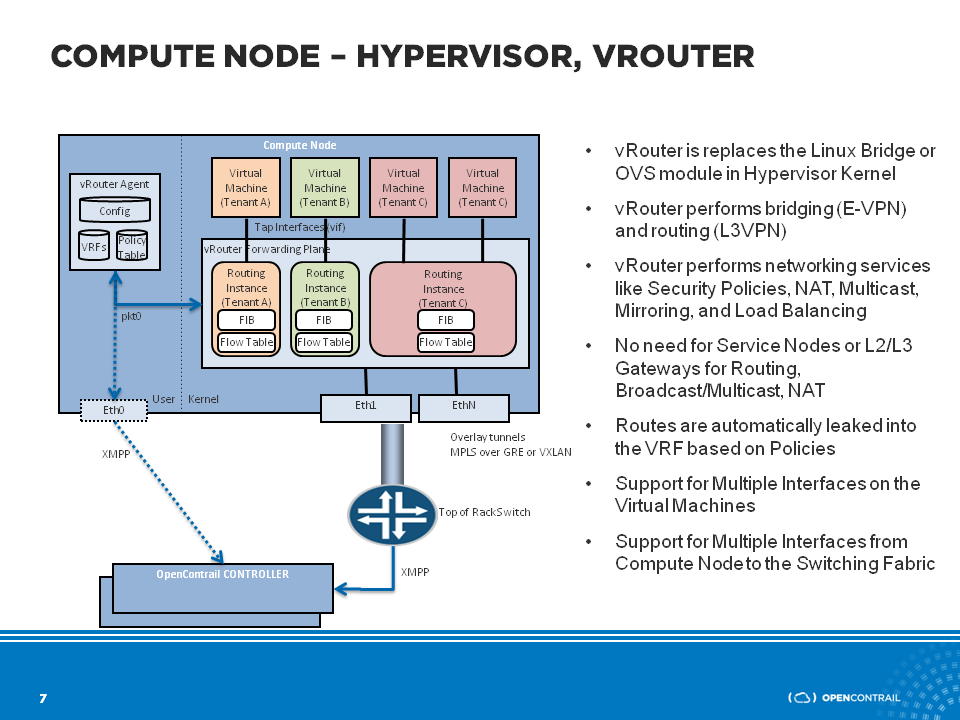 COMPUTE NODE – HYPERVISOR, VROUTER
Compute Node
vRouter Agent
Config
VRFs
Policy
Table
Virtual
Machine
(Tenant A)
Virtual
Machine
(Tenant B)
Virtual
Machine
(Tenant C)
Virtual
Machine
(Tenant C)
Tap Interfaces (vif)
vRouter Forwarding Plane
Routing
Instance
(Tenant A)
FIB
Flow Table
Routing
Instance
(Tenant B)
FIB
Flow Table
Routing
Instance
(Tenant C)
FIB
Flow Table
pkt0
User
Kernel
Eth0
Eth1
EthN
XMPP
Overlay tunnels
MPLS over GRE or VXLAN
Top of RackSwitch
XMPP
OpenContrail CONTROLLER
• vRouter is replaces the Linux Bridge or
OVS module in Hypervisor Kernel
• vRouter performs bridging (E-VPN)
and routing (L3VPN)
• vRouter performs networking services
like Security Policies, NAT, Multicast,
Mirroring, and Load Balancing
• No need for Service Nodes or L2/L3
Gateways for Routing,
Broadcast/Multicast, NAT
• Routes are automatically leaked into
the VRF based on Policies
• Support for Multiple Interfaces on the
Virtual Machines
• Support for Multiple Interfaces from
Compute Node to the Switching Fabric
7
OPENCONTRAIL